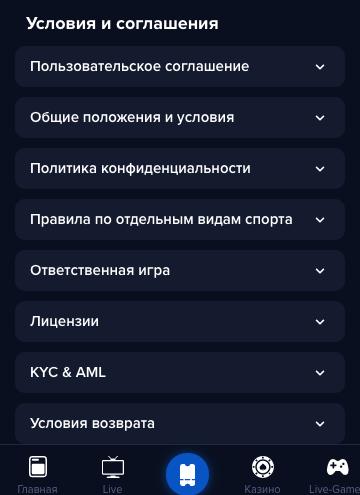 Условия и соглашения
Пользовательское соглашение
Общие положения и условия
Политика конфиденциальности
Правила по отдельным видам спорта
Ответственная игра
Лицензии
KYC & AML
Условия возврата
Главная Live Казино Live-Game